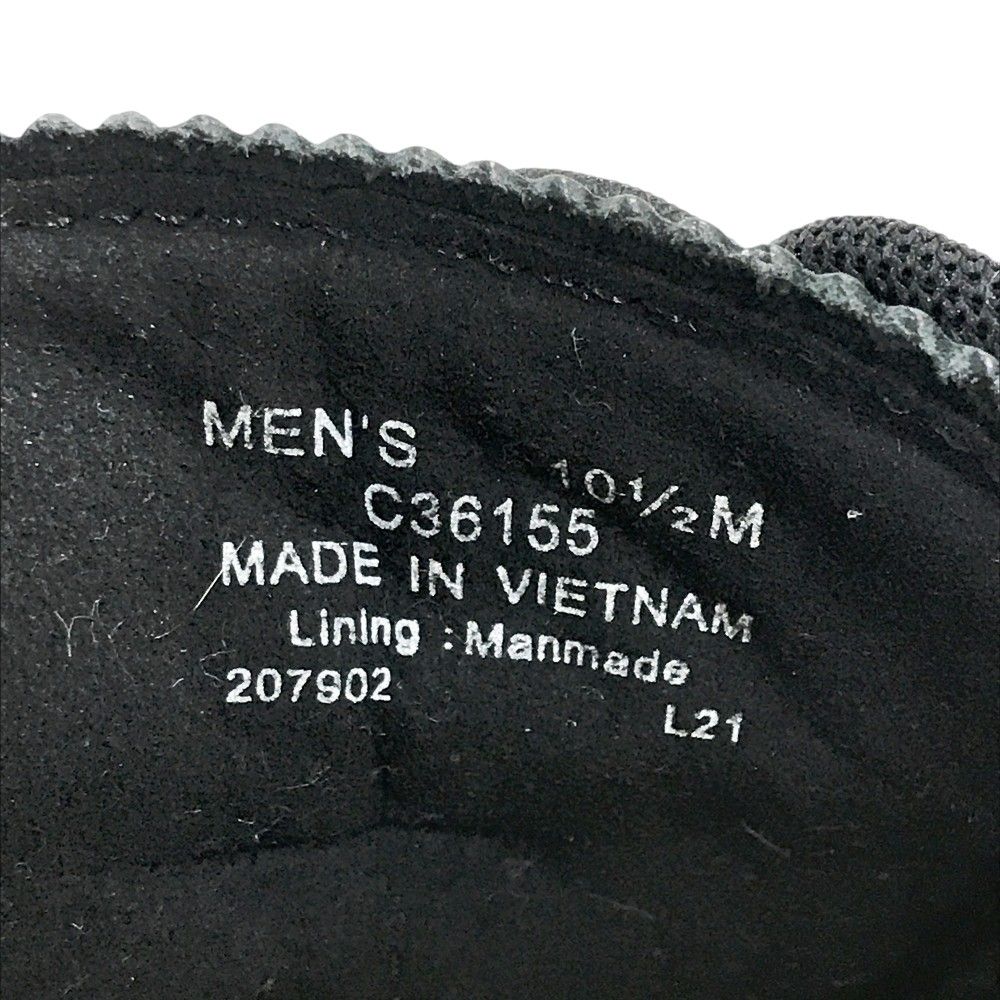 MEN'S 10 1/2 M
C36155
MADE IN VIETNAM
Lining : Manmade
207902
L21